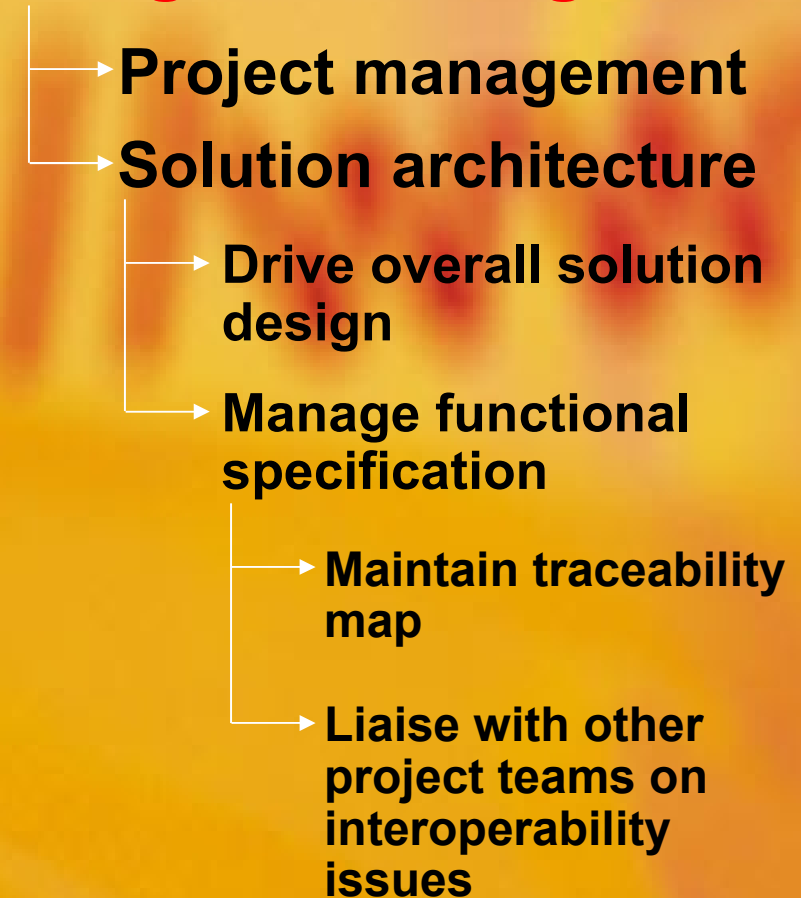 Project management
Solution architecture
Drive overall solution
design
Manage functional
specification
Maintain traceability
map
Liaise with other
project teams on
interoperability
issues